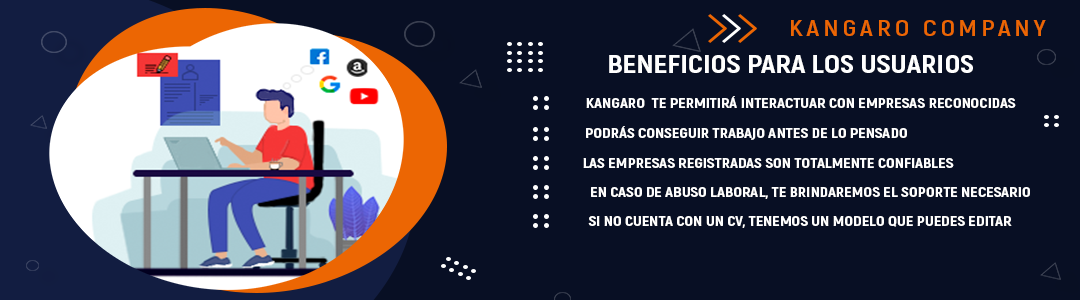 KANGARO COMPANY
BENEFICIOS PARA LOS USUARIOS
KANGARO TE PERMITIRÁ INTERACTUAR CON EMPRESAS RECONOCIDAS
PODRÁS CONSEGUIR TRABAJO ANTES DE LO PENSADO
LAS EMPRESAS REGISTRADAS SON TOTALMENTE CONFIABLES
EN CASO DE ABUSO LABORAL, TE BRINDAREMOS EL SOPORTE NECESARIO
SI NO CUENTA CON UN CV, TENEMOS UN MODELO QUE PUEDES EDITAR